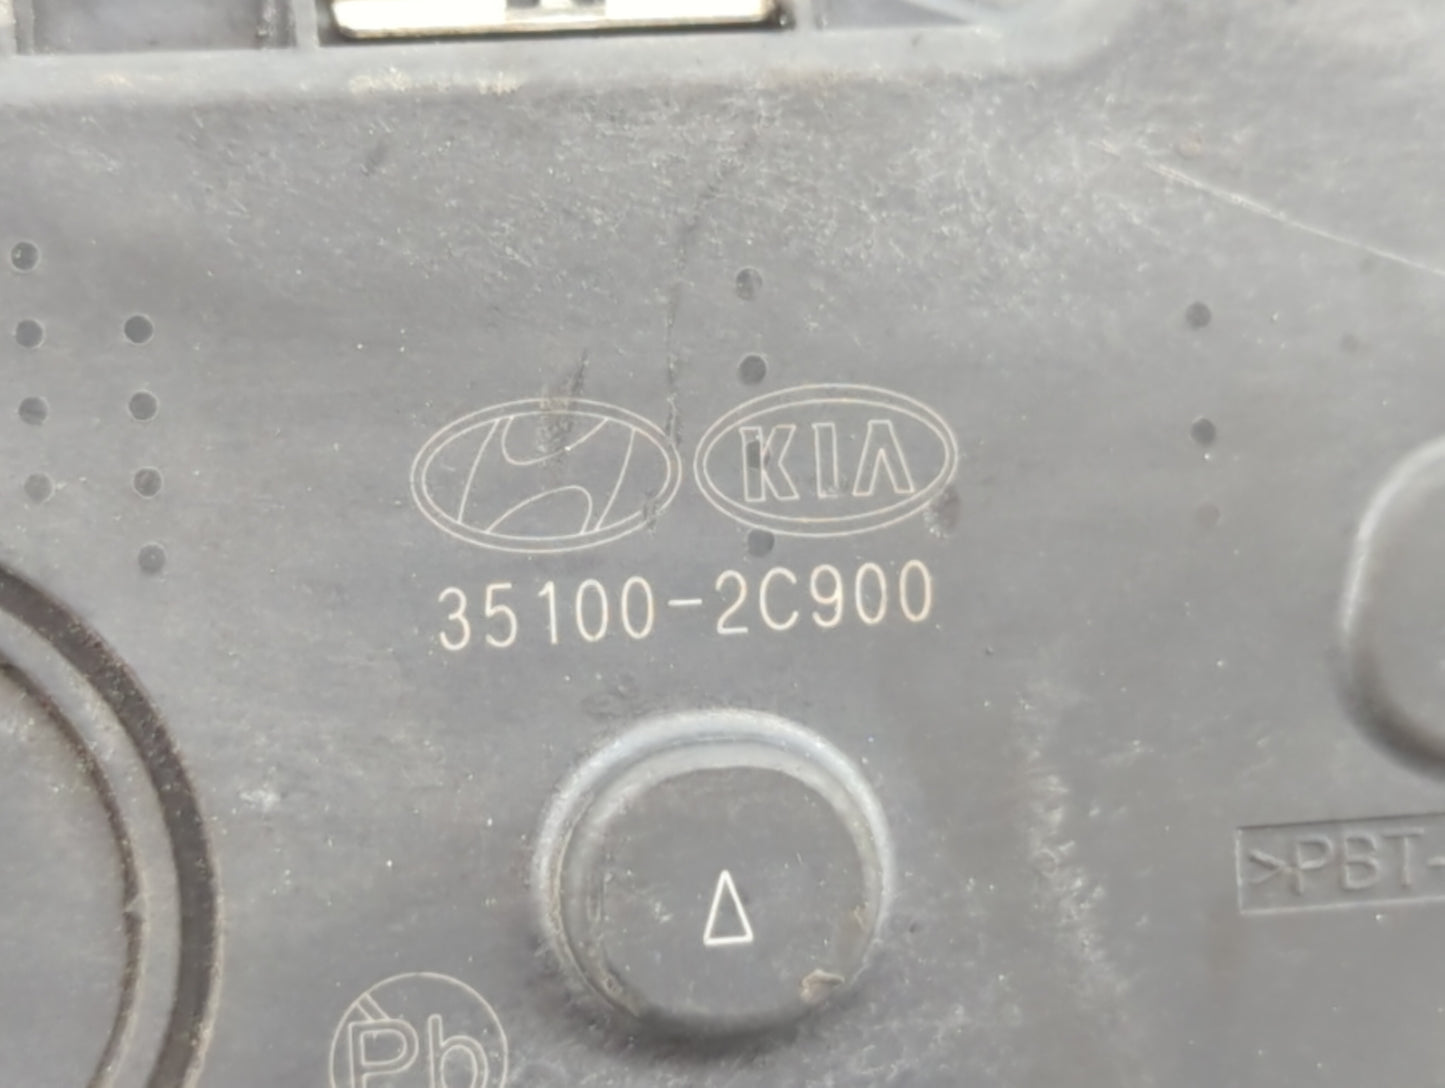 KIA
35100-2C900
Δ
>PBT-
Pb